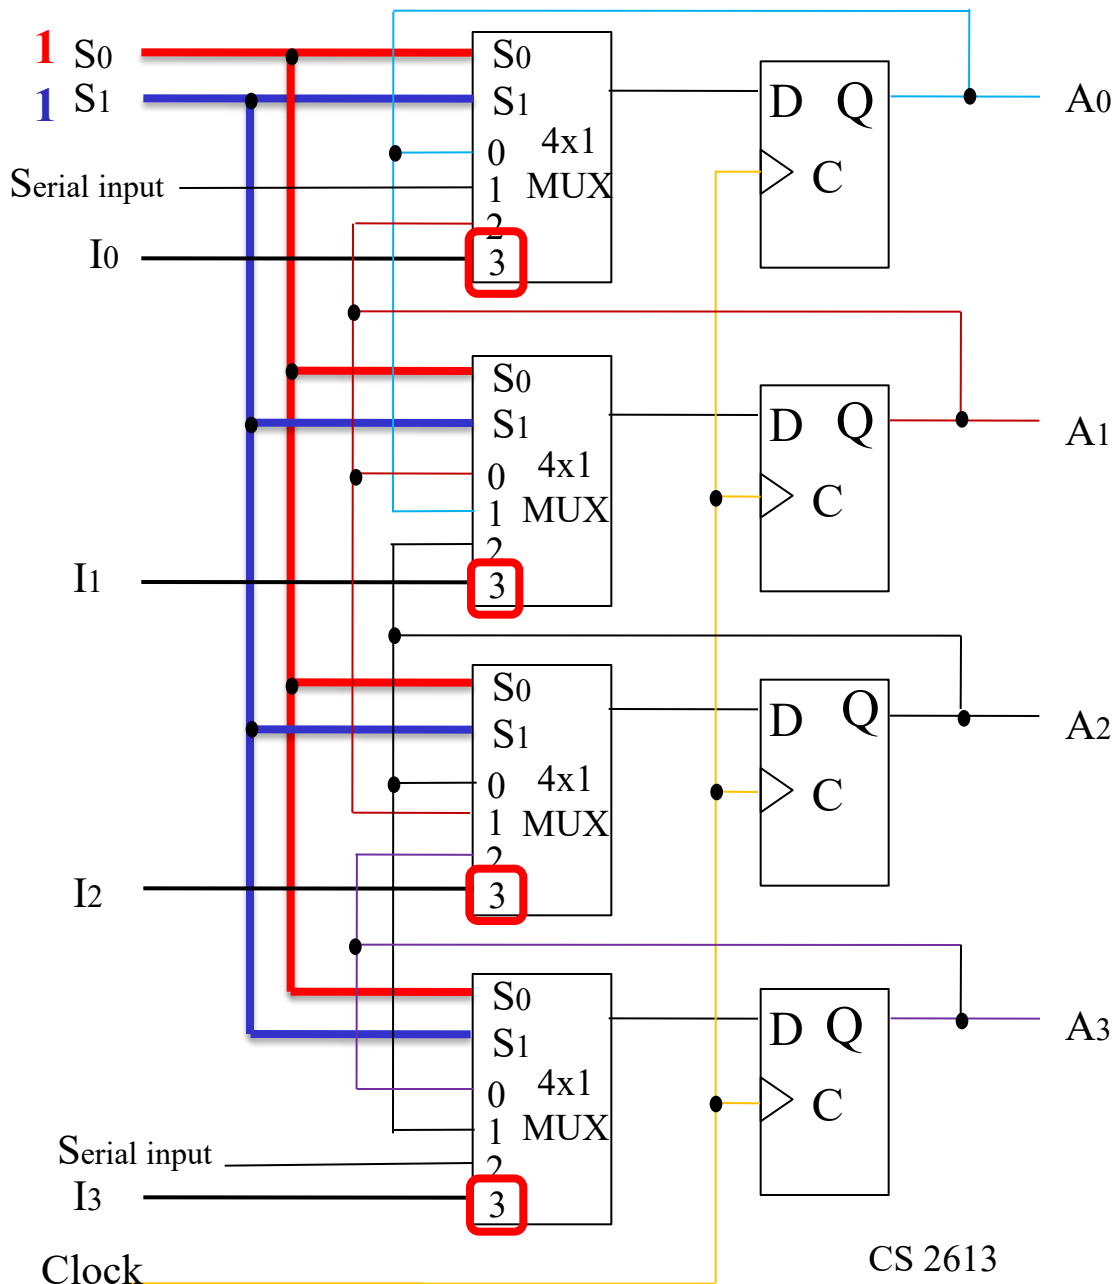 1 S0
1 S1
Serial input
I0
S0
S1
0
1
2
3
4x1
MUX
D Q
C
A0
I1
S0
S1
0
1
2
3
4x1
MUX
D Q
C
A1
I2
S0
S1
0
1
2
3
4x1
MUX
D Q
C
A2
Serial input
I3
S0
S1
0
1
2
3
4x1
MUX
D Q
C
A3
Clock
CS 2613